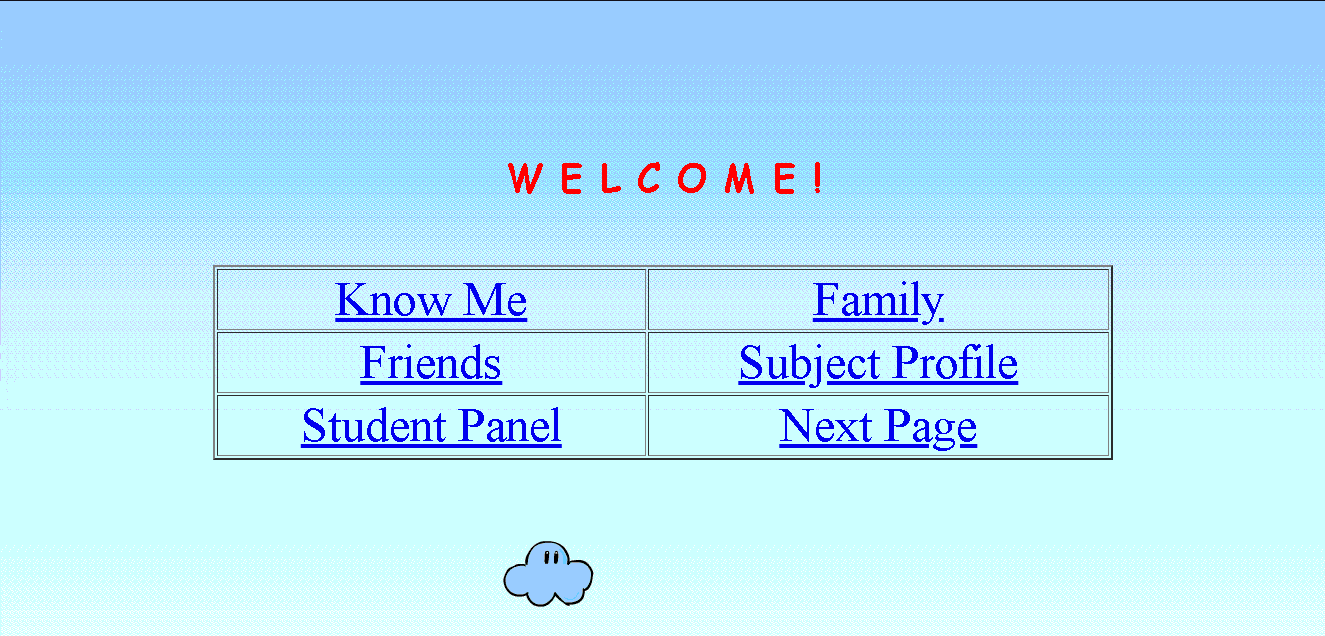 W E L C O M E !
Know Me Family
Friends Subject Profile
Student Panel Next Page